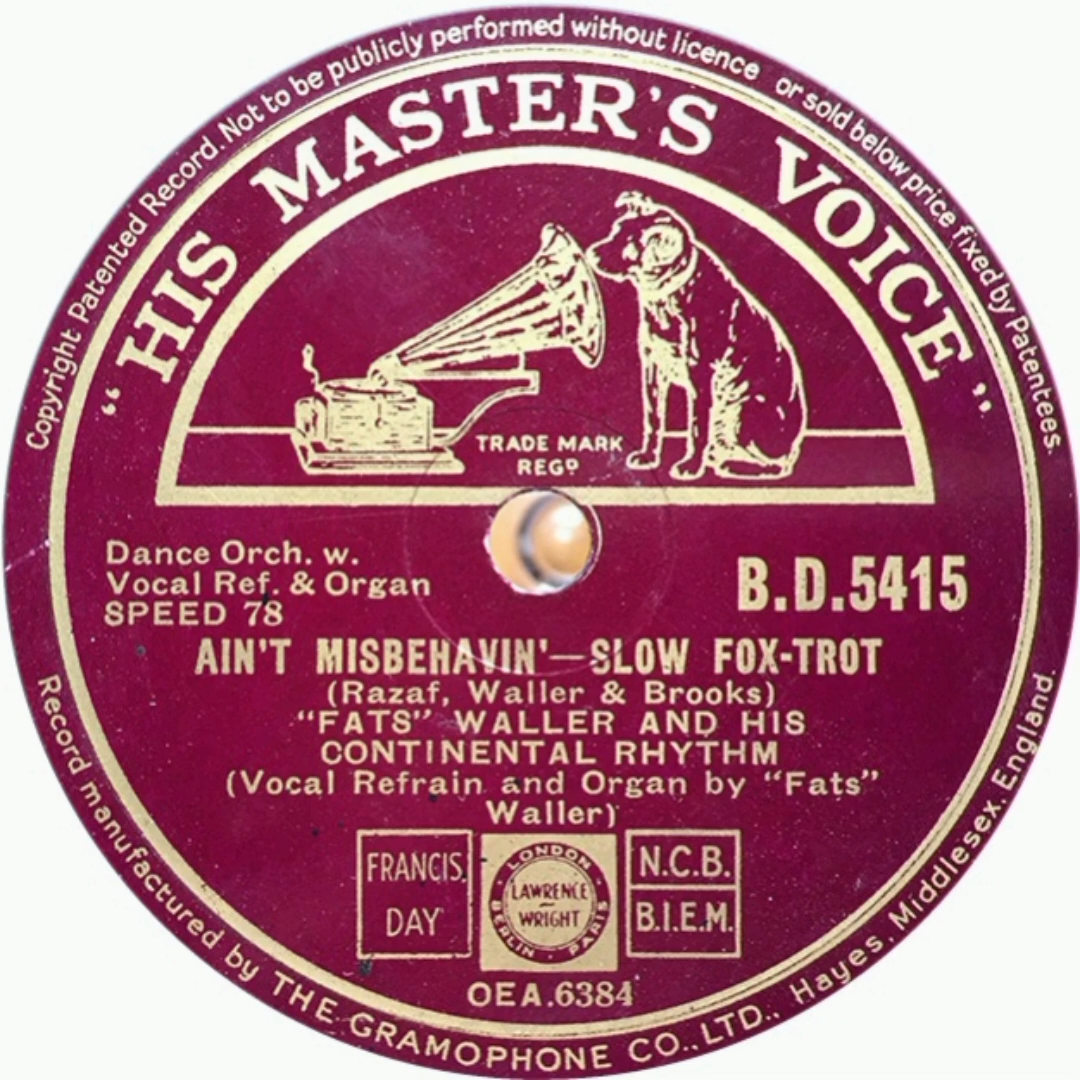 Copyright Patented Record. Not to be publicly performed without licence or sold below price fixed by Patentees.
"HIS MASTER'S VOICE"
TRADE MARK
REGD
Dance Orch. w.
Vocal Ref. & Organ
SPEED 78
B.D.5415
AIN'T MISBEHAVIN'—SLOW FOX-TROT
(Razaf, Waller & Brooks)
"FATS" WALLER AND HIS
CONTINENTAL RHYTHM
(Vocal Refrain and Organ by "Fats"
Waller)
FRANCIS
DAY
LONDON
LAWRENCE
WRIGHT
BERLIN · PARIS
N.C.B.
B.I.E.M.
OEA.6384
Record manufactured by THE GRAMOPHONE CO., LTD., Hayes, Middlesex, England.